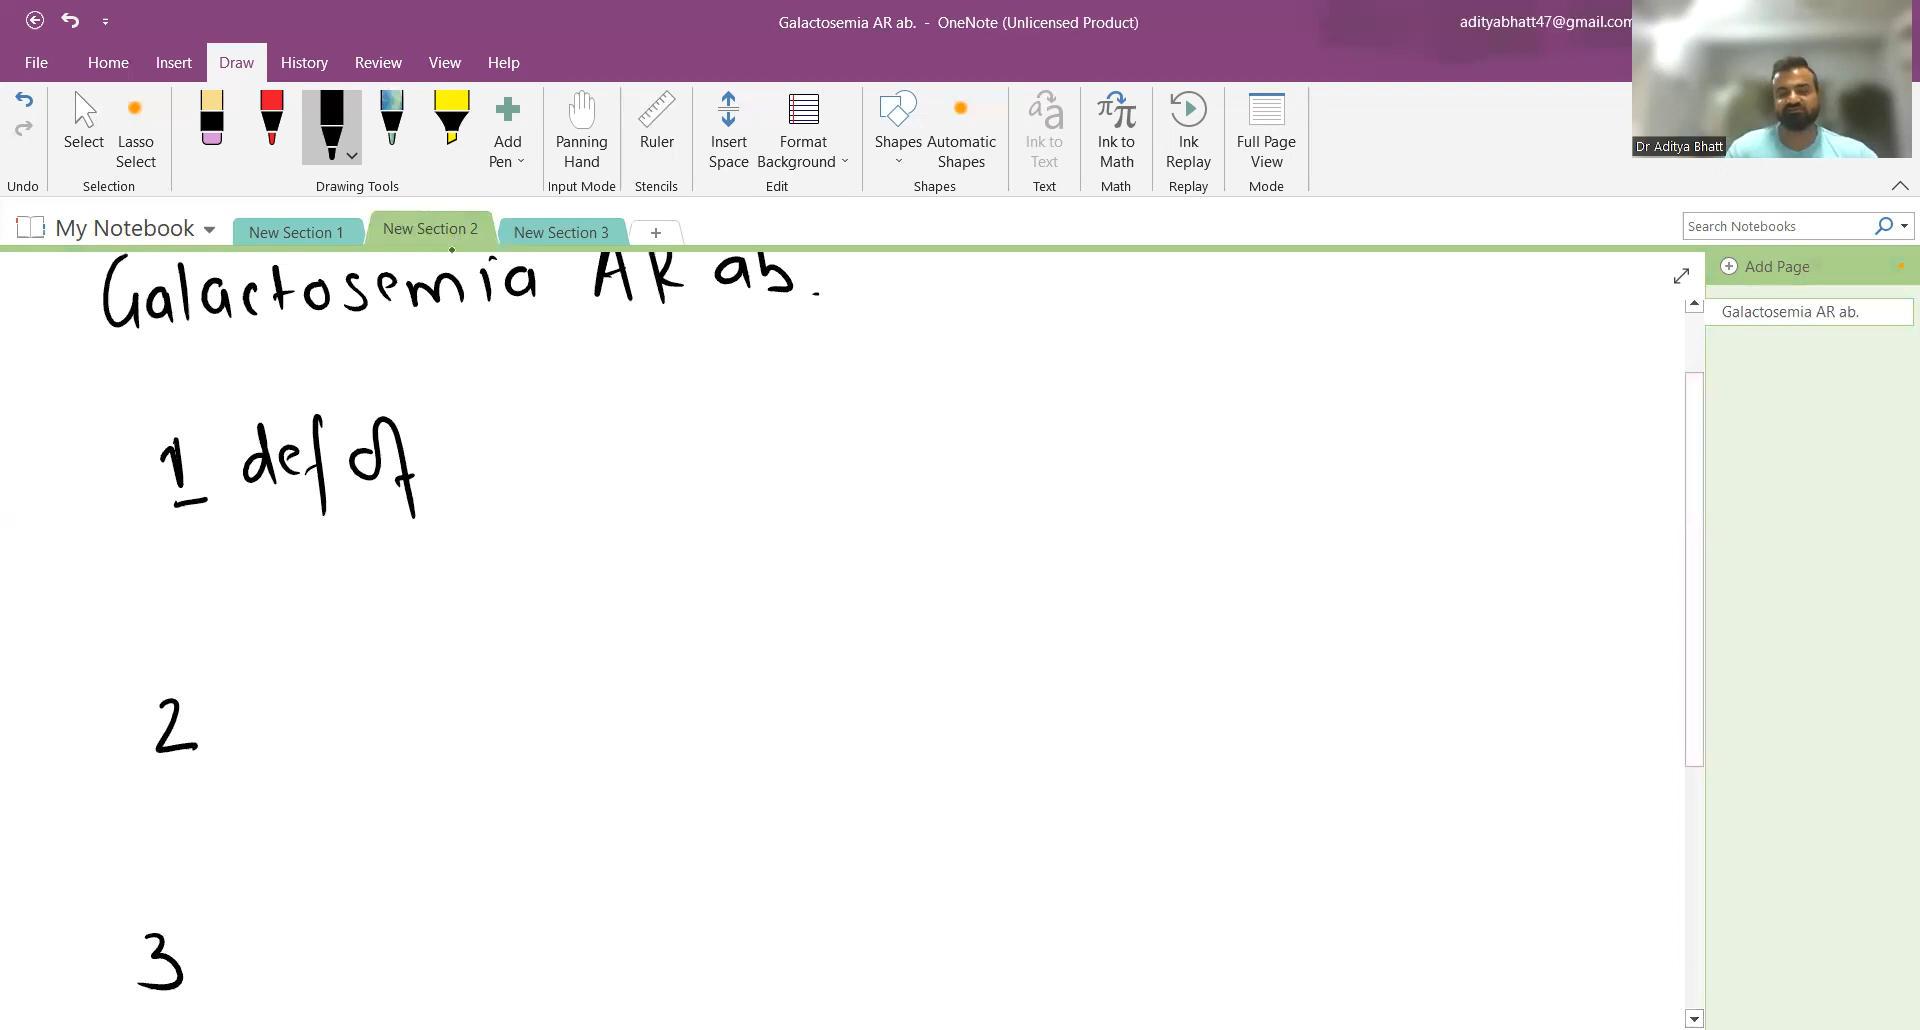 Galactosemia AR ab. - OneNote (Unlicensed Product)
adityabhatt47@gmail.com
File Home Insert Draw History Review View Help
Dr Aditya Bhatt
Select
Lasso Select
Add Pen
Panning Hand
Ruler
Insert Space
Format Background
Shapes
Automatic Shapes
Ink to Text
Ink to Math
Ink Replay
Full Page View
Undo Selection Drawing Tools Input Mode Stencils Edit Shapes Text Math Replay Mode
My Notebook New Section 1 New Section 2 New Section 3
Search Notebooks
Add Page
Galactosemia AR ab.
Galactosemia AR ab.
1 def of
2
3